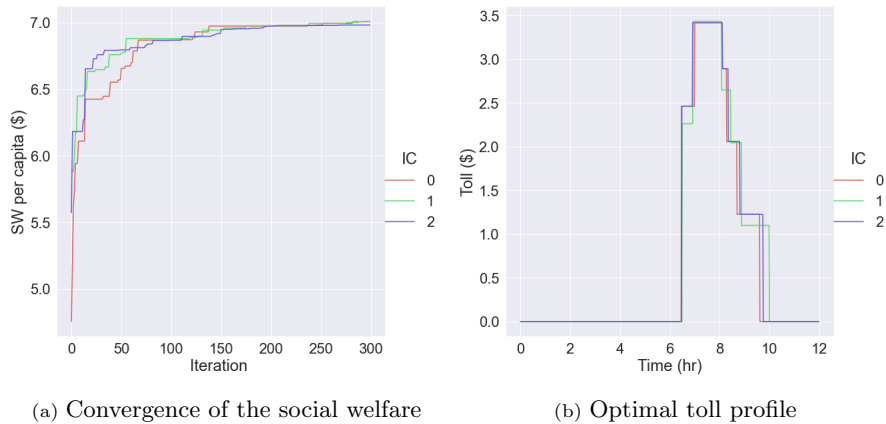 7.0
6.5
6.0
5.5
5.0
SW per capita ($)
0 50 100 150 200 250 300
Iteration
IC
0
1
2
3.5
3.0
2.5
2.0
1.5
1.0
0.5
0.0
Toll ($)
0 2 4 6 8 10 12
Time (hr)
IC
0
1
2
(a) Convergence of the social welfare
(b) Optimal toll profile